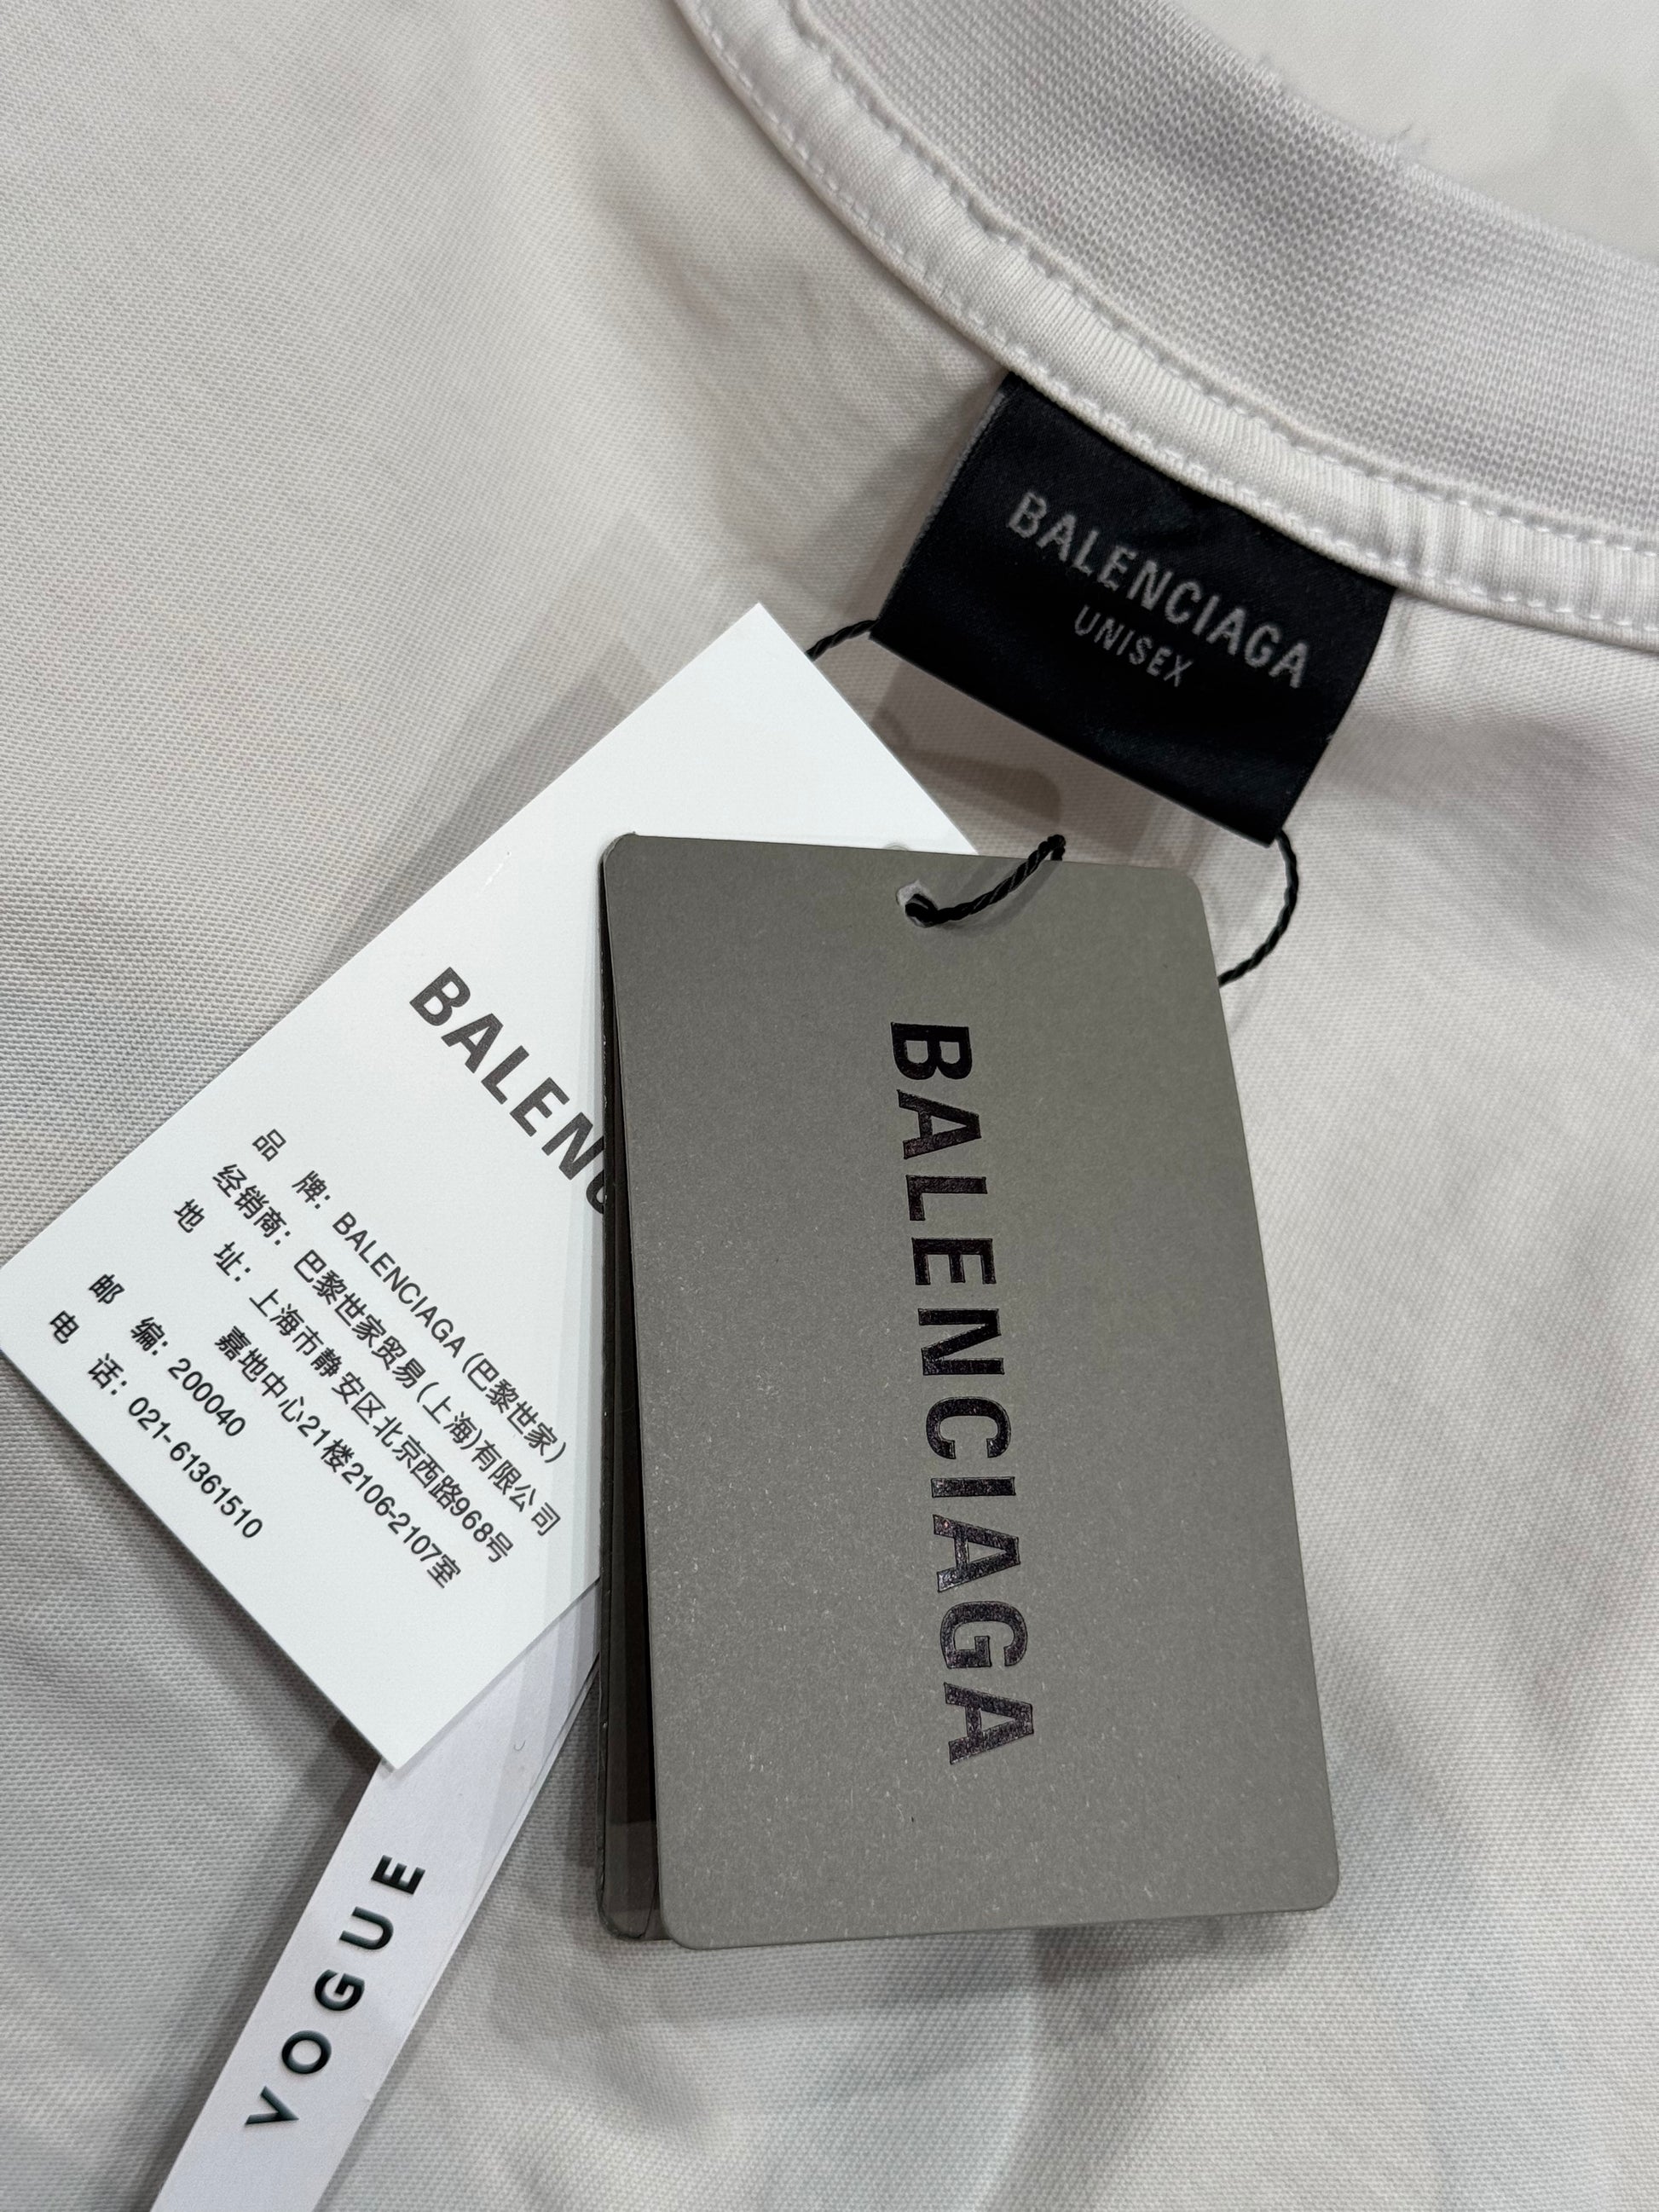 BALENCIAGA
UNISEX
BALENC
品 牌：BALENCIAGA (巴黎世家)
经销商：巴黎世家贸易(上海)有限公司
地 址：上海市静安区北京西路968号
嘉地中心21楼2106-2107室
邮 编：200040
电 话：021-61361510
BALENCIAGA
VOGUE